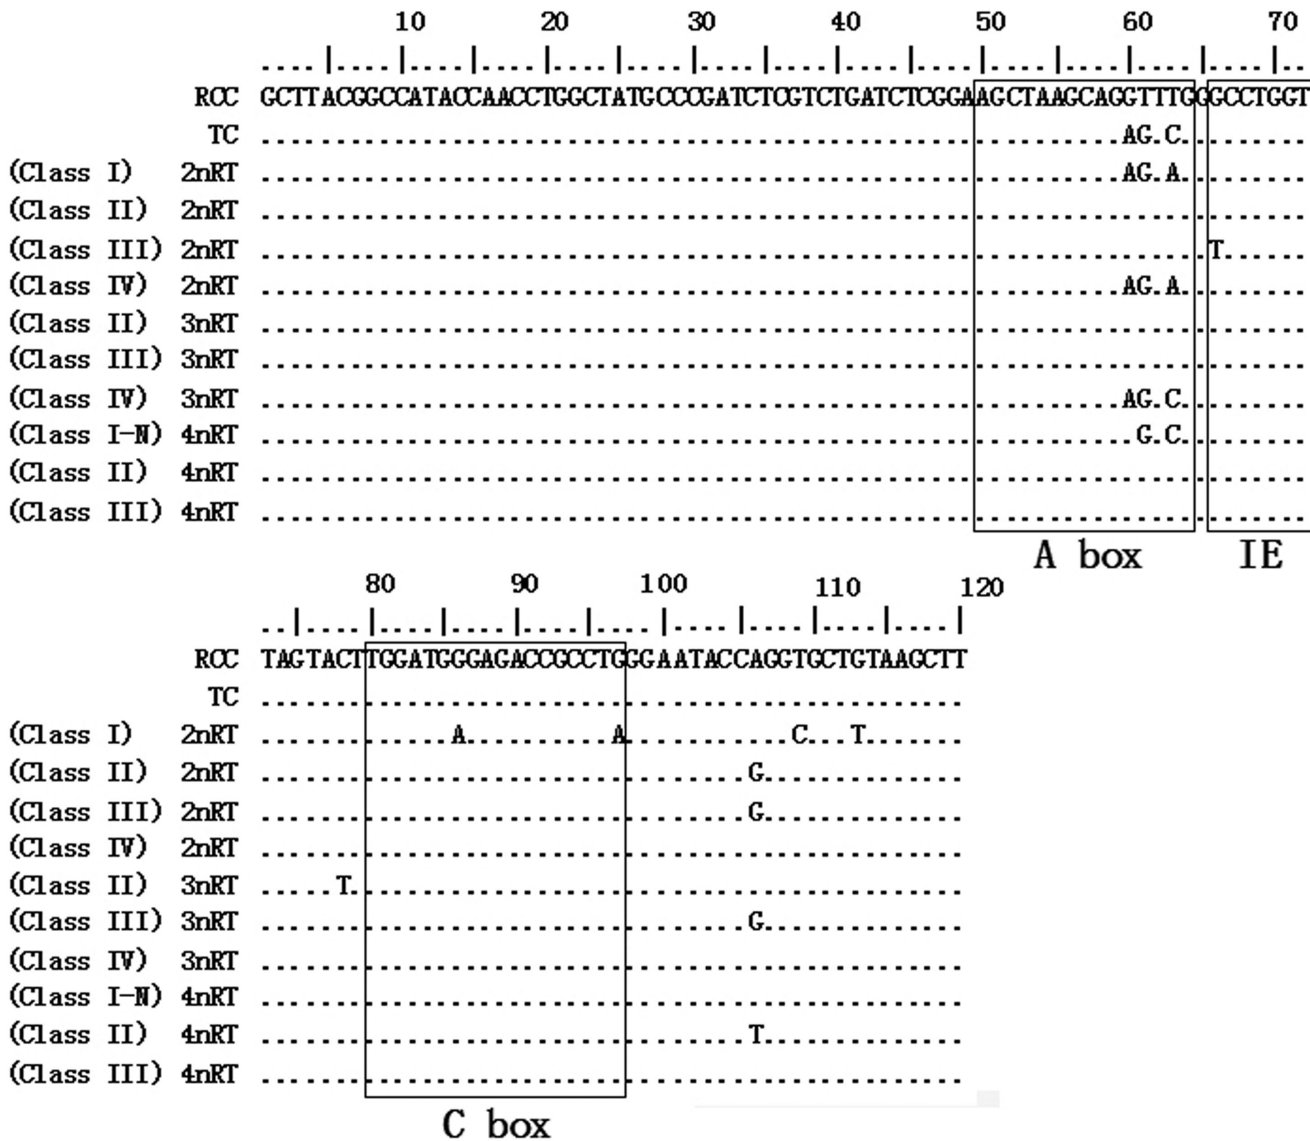 10 20 30 40 50 60 70
....|....|....|....|....|....|....|....|....|....|....|....|....|....|..
RCC GCTTACGGCCATACCAACCTGGCTATGCCCGATCTCGTCTGATCTCGGAAGCTAAGCAGGTTTGGGCCTGGT
TC ...........................................................AG.C.........
(Class I) 2nRT ...........................................................AG.A.........
(Class II) 2nRT ........................................................................
(Class III) 2nRT .................................................................T......
(Class IV) 2nRT ...........................................................AG.A.........
(Class II) 3nRT ........................................................................
(Class III) 3nRT ........................................................................
(Class IV) 3nRT ...........................................................AG.C.........
(Class I-N) 4nRT ............................................................G.C.........
(Class II) 4nRT ........................................................................
(Class III) 4nRT ........................................................................
A box IE
80 90 100 110 120
..|....|....|....|....|....|....|....|....|....|
RCC TAGTACTTGGATGGGAGACCGCCTGGGAATACCAGGTGCTGTAAGCTT
TC ................................................
(Class I) 2nRT .............A..........A...........C...T.......
(Class II) 2nRT .................................G..............
(Class III) 2nRT .................................G..............
(Class IV) 2nRT ................................................
(Class II) 3nRT .....T..........................................
(Class III) 3nRT .................................G..............
(Class IV) 3nRT ................................................
(Class I-N) 4nRT ................................................
(Class II) 4nRT .................................T..............
(Class III) 4nRT ................................................
C box